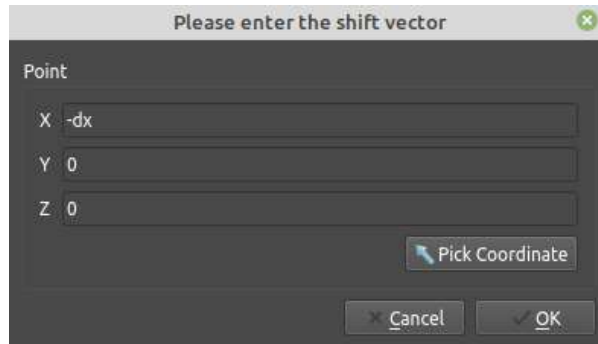 Please enter the shift vector
Point
X -dx
Y 0
Z 0
Pick Coordinate
Cancel OK